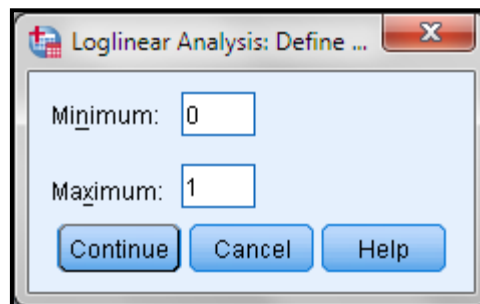 Loglinear Analysis: Define ...
Minimum: 0
Maximum: 1
Continue Cancel Help